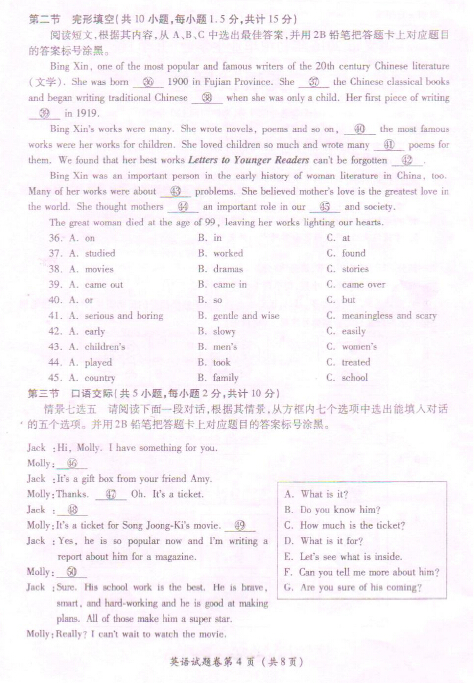 第二节 完形填空(共10小题,每小题1.5分,共计15分)
阅读短文,根据其内容,从A、B、C中选出最佳答案,并用2B铅笔把答题卡上对应题目
的答案标号涂黑。
Bing Xin, one of the most popular and famous writers of the 20th century Chinese literature
(文学). She was born ㊱ 1900 in Fujian Province. She ㊲ the Chinese classical books
and began writing traditional Chinese ㊳ when she was only a child. Her first piece of writing
㊴ in 1919.
Bing Xin's works were many. She wrote novels, poems and so on, ㊵ the most famous
works were her works for children. She loved children so much and wrote many ㊶ poems for
them. We found that her best works Letters to Younger Readers can't be forgotten ㊷ .
Bing Xin was an important person in the early history of woman literature in China, too.
Many of her works were about ㊸ problems. She believed mother's love is the greatest love in
the world. She thought mothers ㊹ an important role in our ㊺ and society.
The great woman died at the age of 99, leaving her works lighting our hearts.
36. A. on B. in C. at
37. A. studied B. worked C. found
38. A. movies B. dramas C. stories
39. A. came out B. came in C. came over
40. A. or B. so C. but
41. A. serious and boring B. gentle and wise C. meaningless and scary
42. A. early B. slowy C. easily
43. A. children's B. men's C. women's
44. A. played B. took C. treated
45. A. country B. family C. school
第三节 口语交际(共5小题,每小题2分,共计10分)
情景七选五 请阅读下面一段对话,根据其情景,从方框内七个选项中选出能填入对话
的五个选项。并用2B铅笔把答题卡上对应题目的答案标号涂黑。
Jack :Hi, Molly. I have something for you.
Molly: ㊻
Jack :It's a gift box from your friend Amy.
Molly:Thanks. ㊼ Oh. It's a ticket.
Jack : ㊽
Molly:It's a ticket for Song Joong-Ki's movie. ㊾
Jack :Yes, he is so popular now and I'm writing a
report about him for a magazine.
Molly: ㊿
Jack :Sure. His school work is the best. He is brave,
smart, and hard-working and he is good at making
plans. All of those make him a super star.
Molly:Really? I can't wait to watch the movie.
A. What is it?
B. Do you know him?
C. How much is the ticket?
D. What is it for?
E. Let's see what is inside.
F. Can you tell me more about him?
G. Are you sure of his coming?
英语试题卷第4页(共8页)